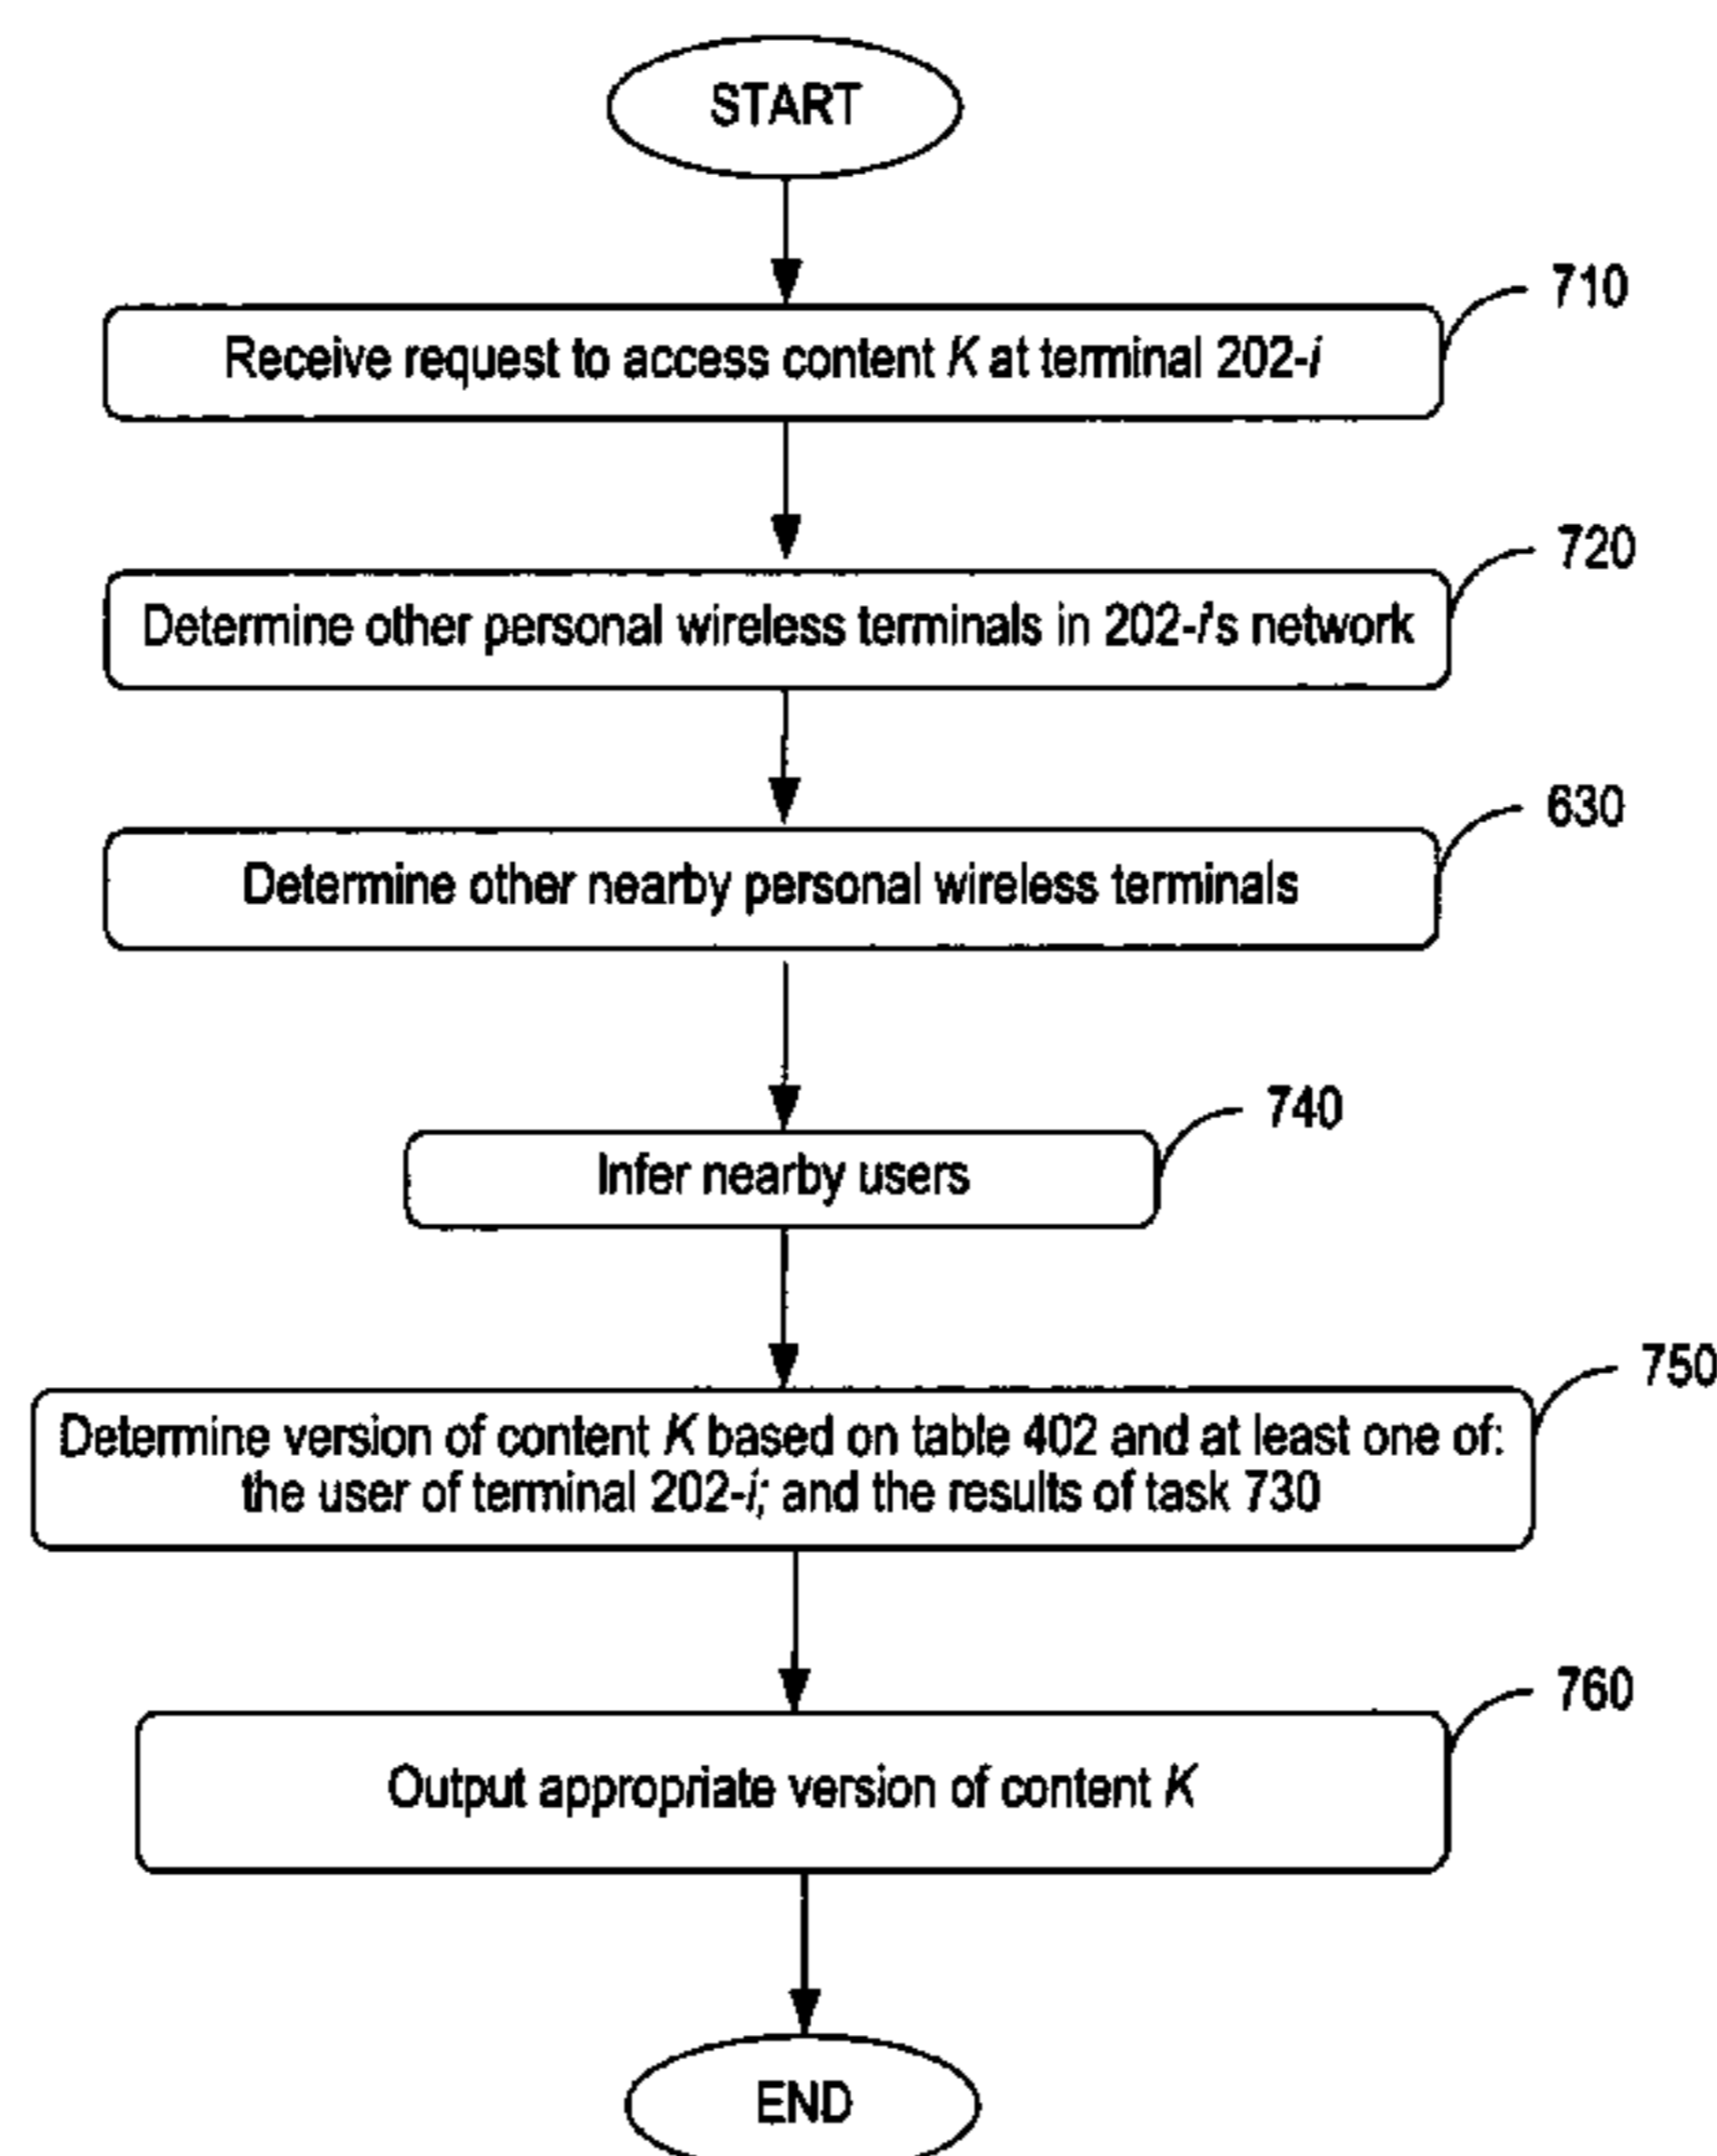 START
710
Receive request to access content K at terminal 202-i
720
Determine other personal wireless terminals in 202-i's network
630
Determine other nearby personal wireless terminals
740
Infer nearby users
750
Determine version of content K based on table 402 and at least one of:
the user of terminal 202-i; and the results of task 730
760
Output appropriate version of content K
END